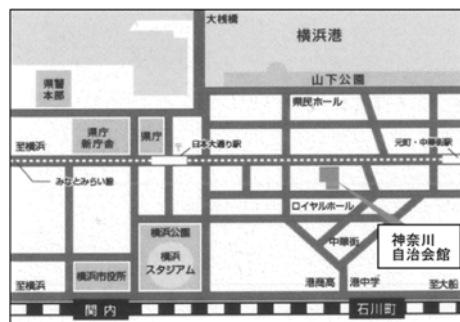 大桟橋
横浜港
山下公園
県警
本部
県民ホール
県庁
新庁舎
県庁
至横浜
日本大通り駅
元町・中華街駅
みなとみらい線
ロイヤルホール
神奈川
自治会館
横浜公園
横浜
スタジアム
中華街
横浜市役所
至横浜
港商高
港中学
至大船
関内
石川町